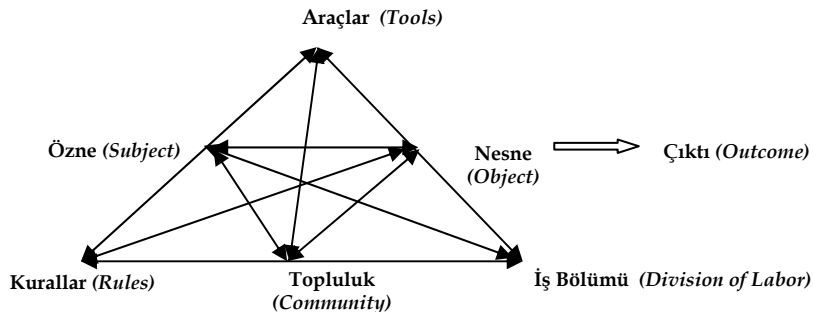 Araçlar (Tools)
Özne (Subject)
Nesne
(Object)
Çıktı (Outcome)
Kurallar (Rules)
Topluluk
(Community)
İş Bölümü (Division of Labor)